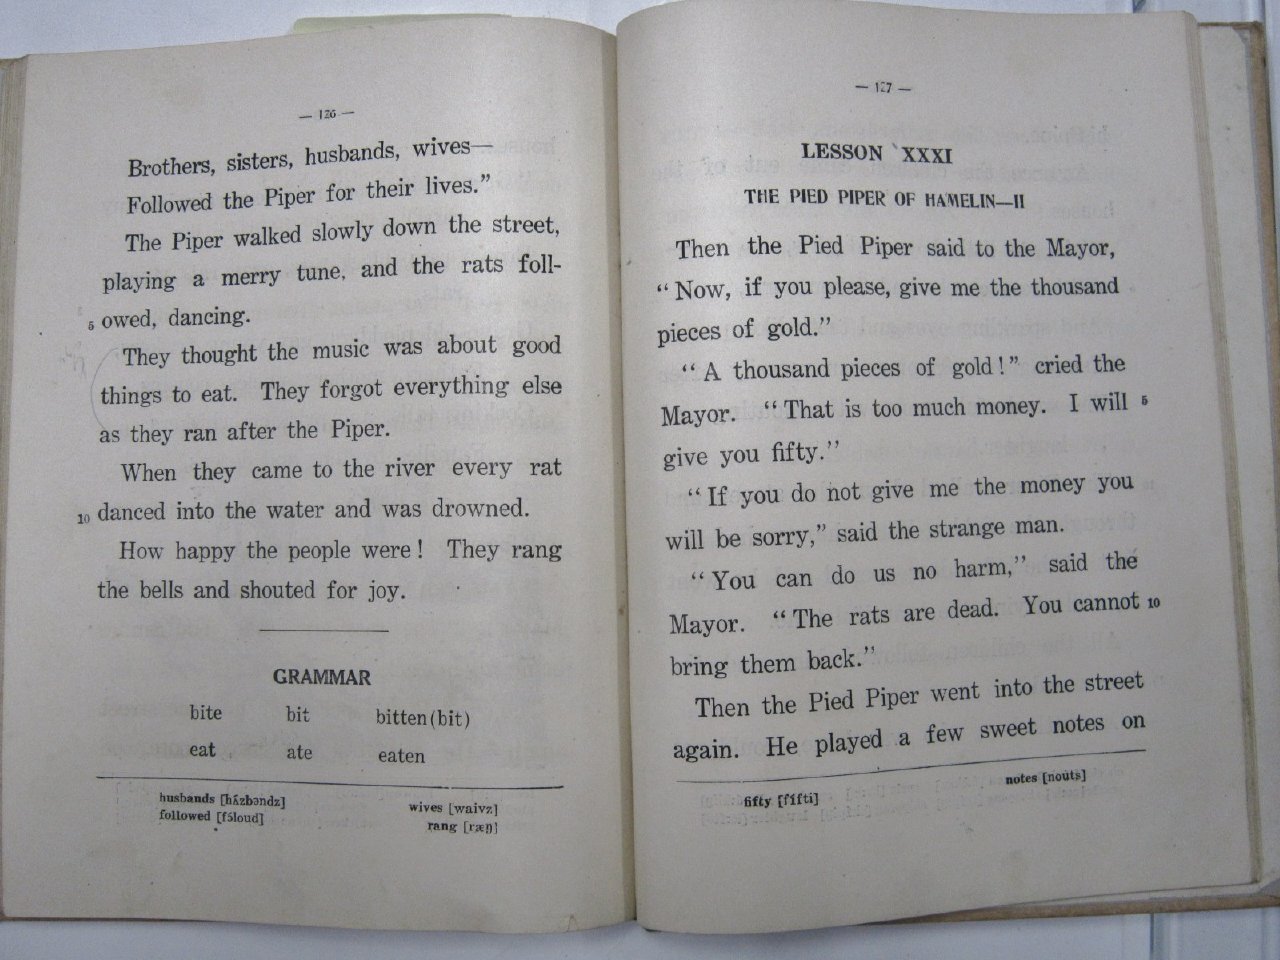 — 126 —
Brothers, sisters, husbands, wives—
Followed the Piper for their lives.”
The Piper walked slowly down the street,
playing a merry tune, and the rats foll-
5 owed, dancing.
They thought the music was about good
things to eat. They forgot everything else
as they ran after the Piper.
When they came to the river every rat
10 danced into the water and was drowned.
How happy the people were! They rang
the bells and shouted for joy.
GRAMMAR
bite bit bitten(bit)
eat ate eaten
husbands [hʌ́zbəndz] wives [waivz]
followed [fɔ́loud] rang [ræŋ]
— 127 —
LESSON XXXI
THE PIED PIPER OF HAMELIN—II
Then the Pied Piper said to the Mayor,
“Now, if you please, give me the thousand
pieces of gold.”
“A thousand pieces of gold!” cried the
Mayor. “That is too much money. I will 5
give you fifty.”
“If you do not give me the money you
will be sorry,” said the strange man.
“You can do us no harm,” said the
Mayor. “The rats are dead. You cannot 10
bring them back.”
Then the Pied Piper went into the street
again. He played a few sweet notes on
fifty [fífti] notes [nouts]